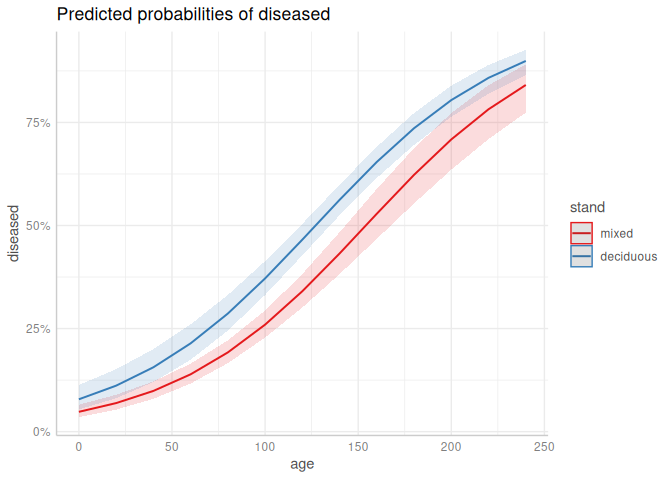 Predicted probabilities of diseased
75%
50%
25%
0%
diseased
0 50 100 150 200 250
age
stand
mixed
deciduous